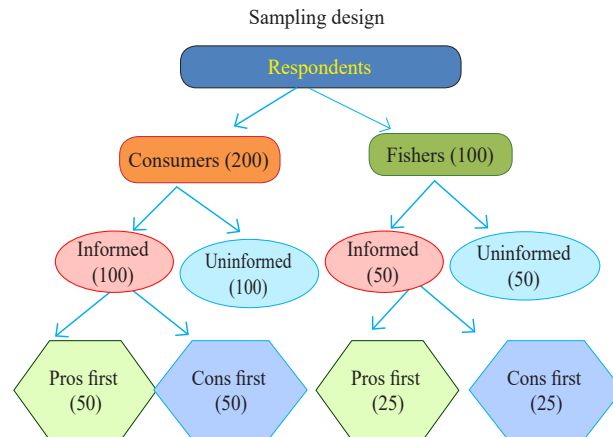 Sampling design
Respondents
Consumers (200)
Fishers (100)
Informed
(100)
Uninformed
(100)
Informed
(50)
Uninformed
(50)
Pros first
(50)
Cons first
(50)
Pros first
(25)
Cons first
(25)